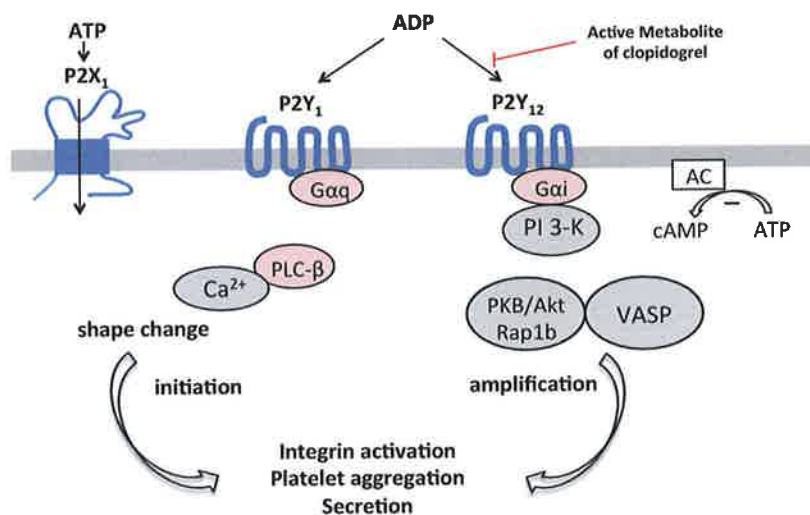 ADP
Active Metabolite
of clopidogrel
ATP
P2X₁
P2Y₁
P2Y₁₂
Gαq
Gαi
PI 3-K
AC
cAMP
–
ATP
PLC-β
Ca²⁺
PKB/Akt
Rap1b
VASP
shape change
initiation
amplification
Integrin activation
Platelet aggregation
Secretion